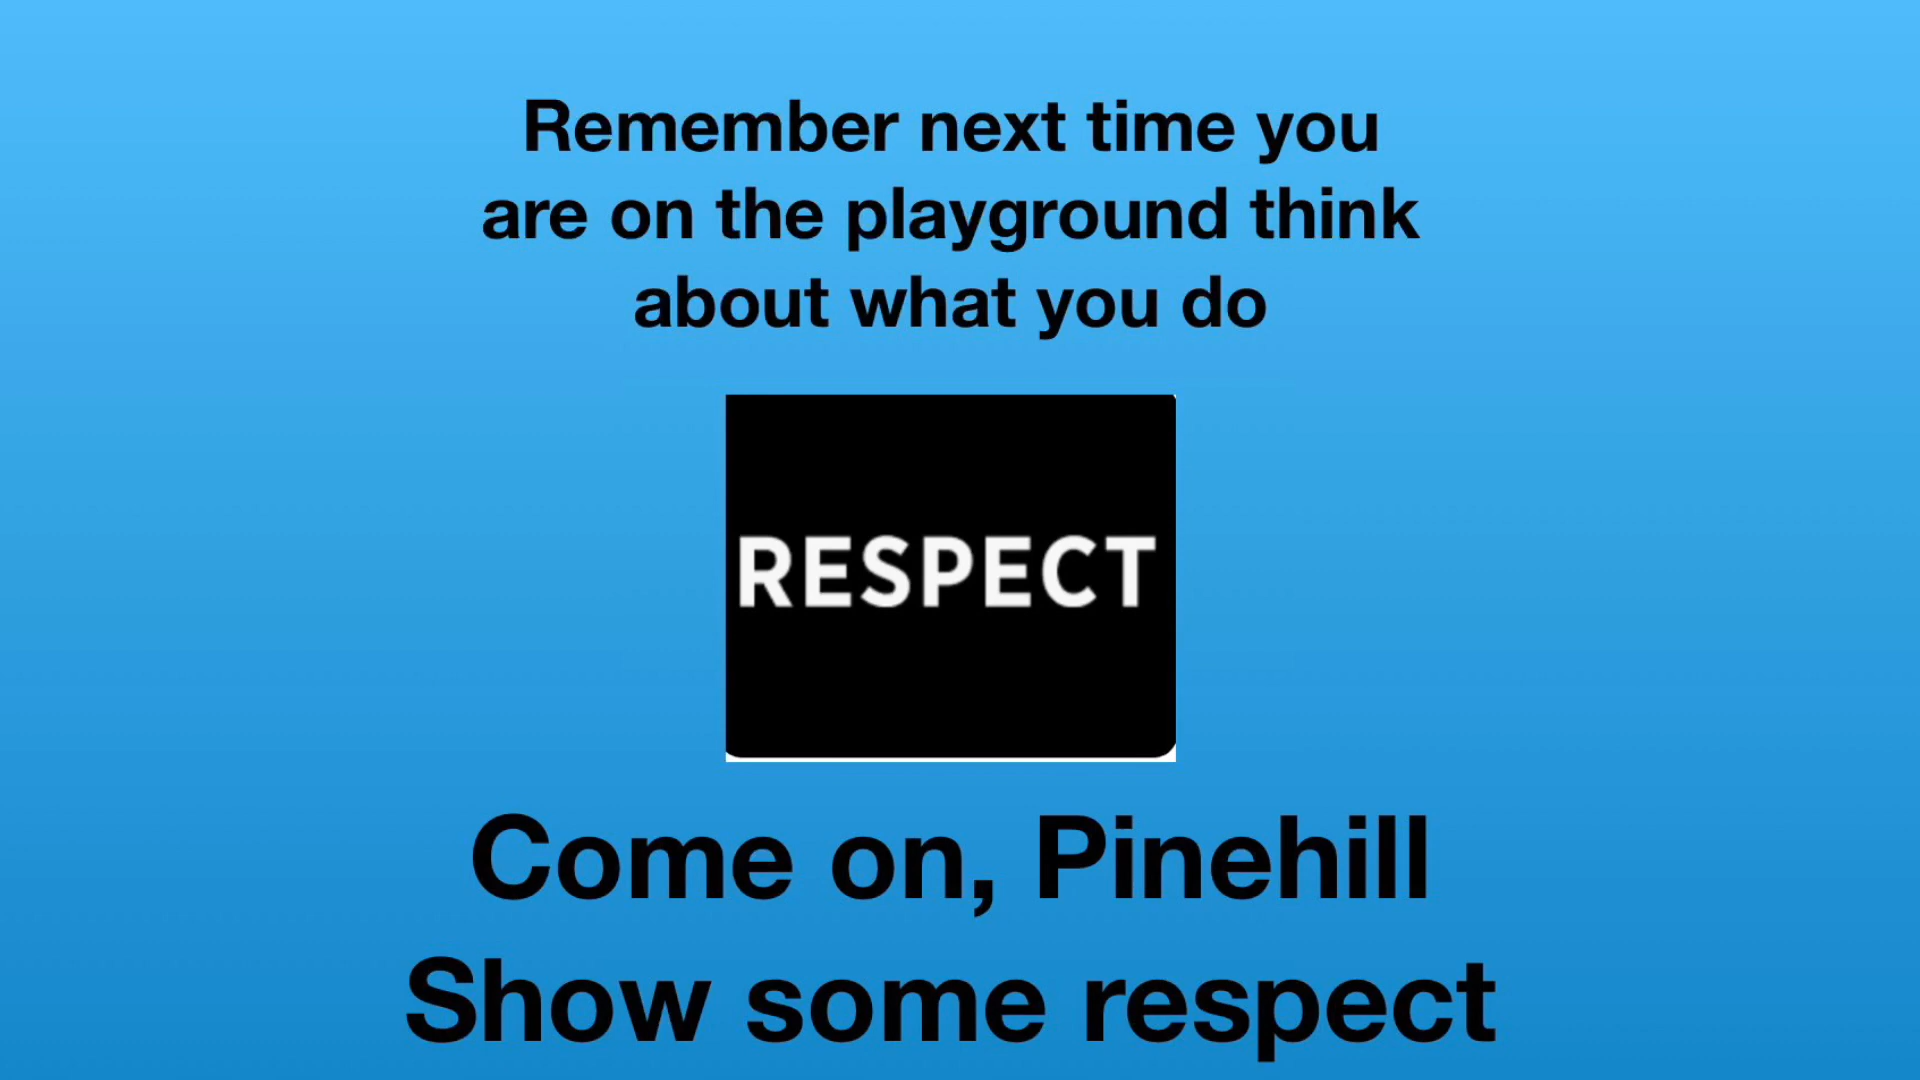 Remember next time you
are on the playground think
about what you do
RESPECT
Come on, Pinehill
Show some respect